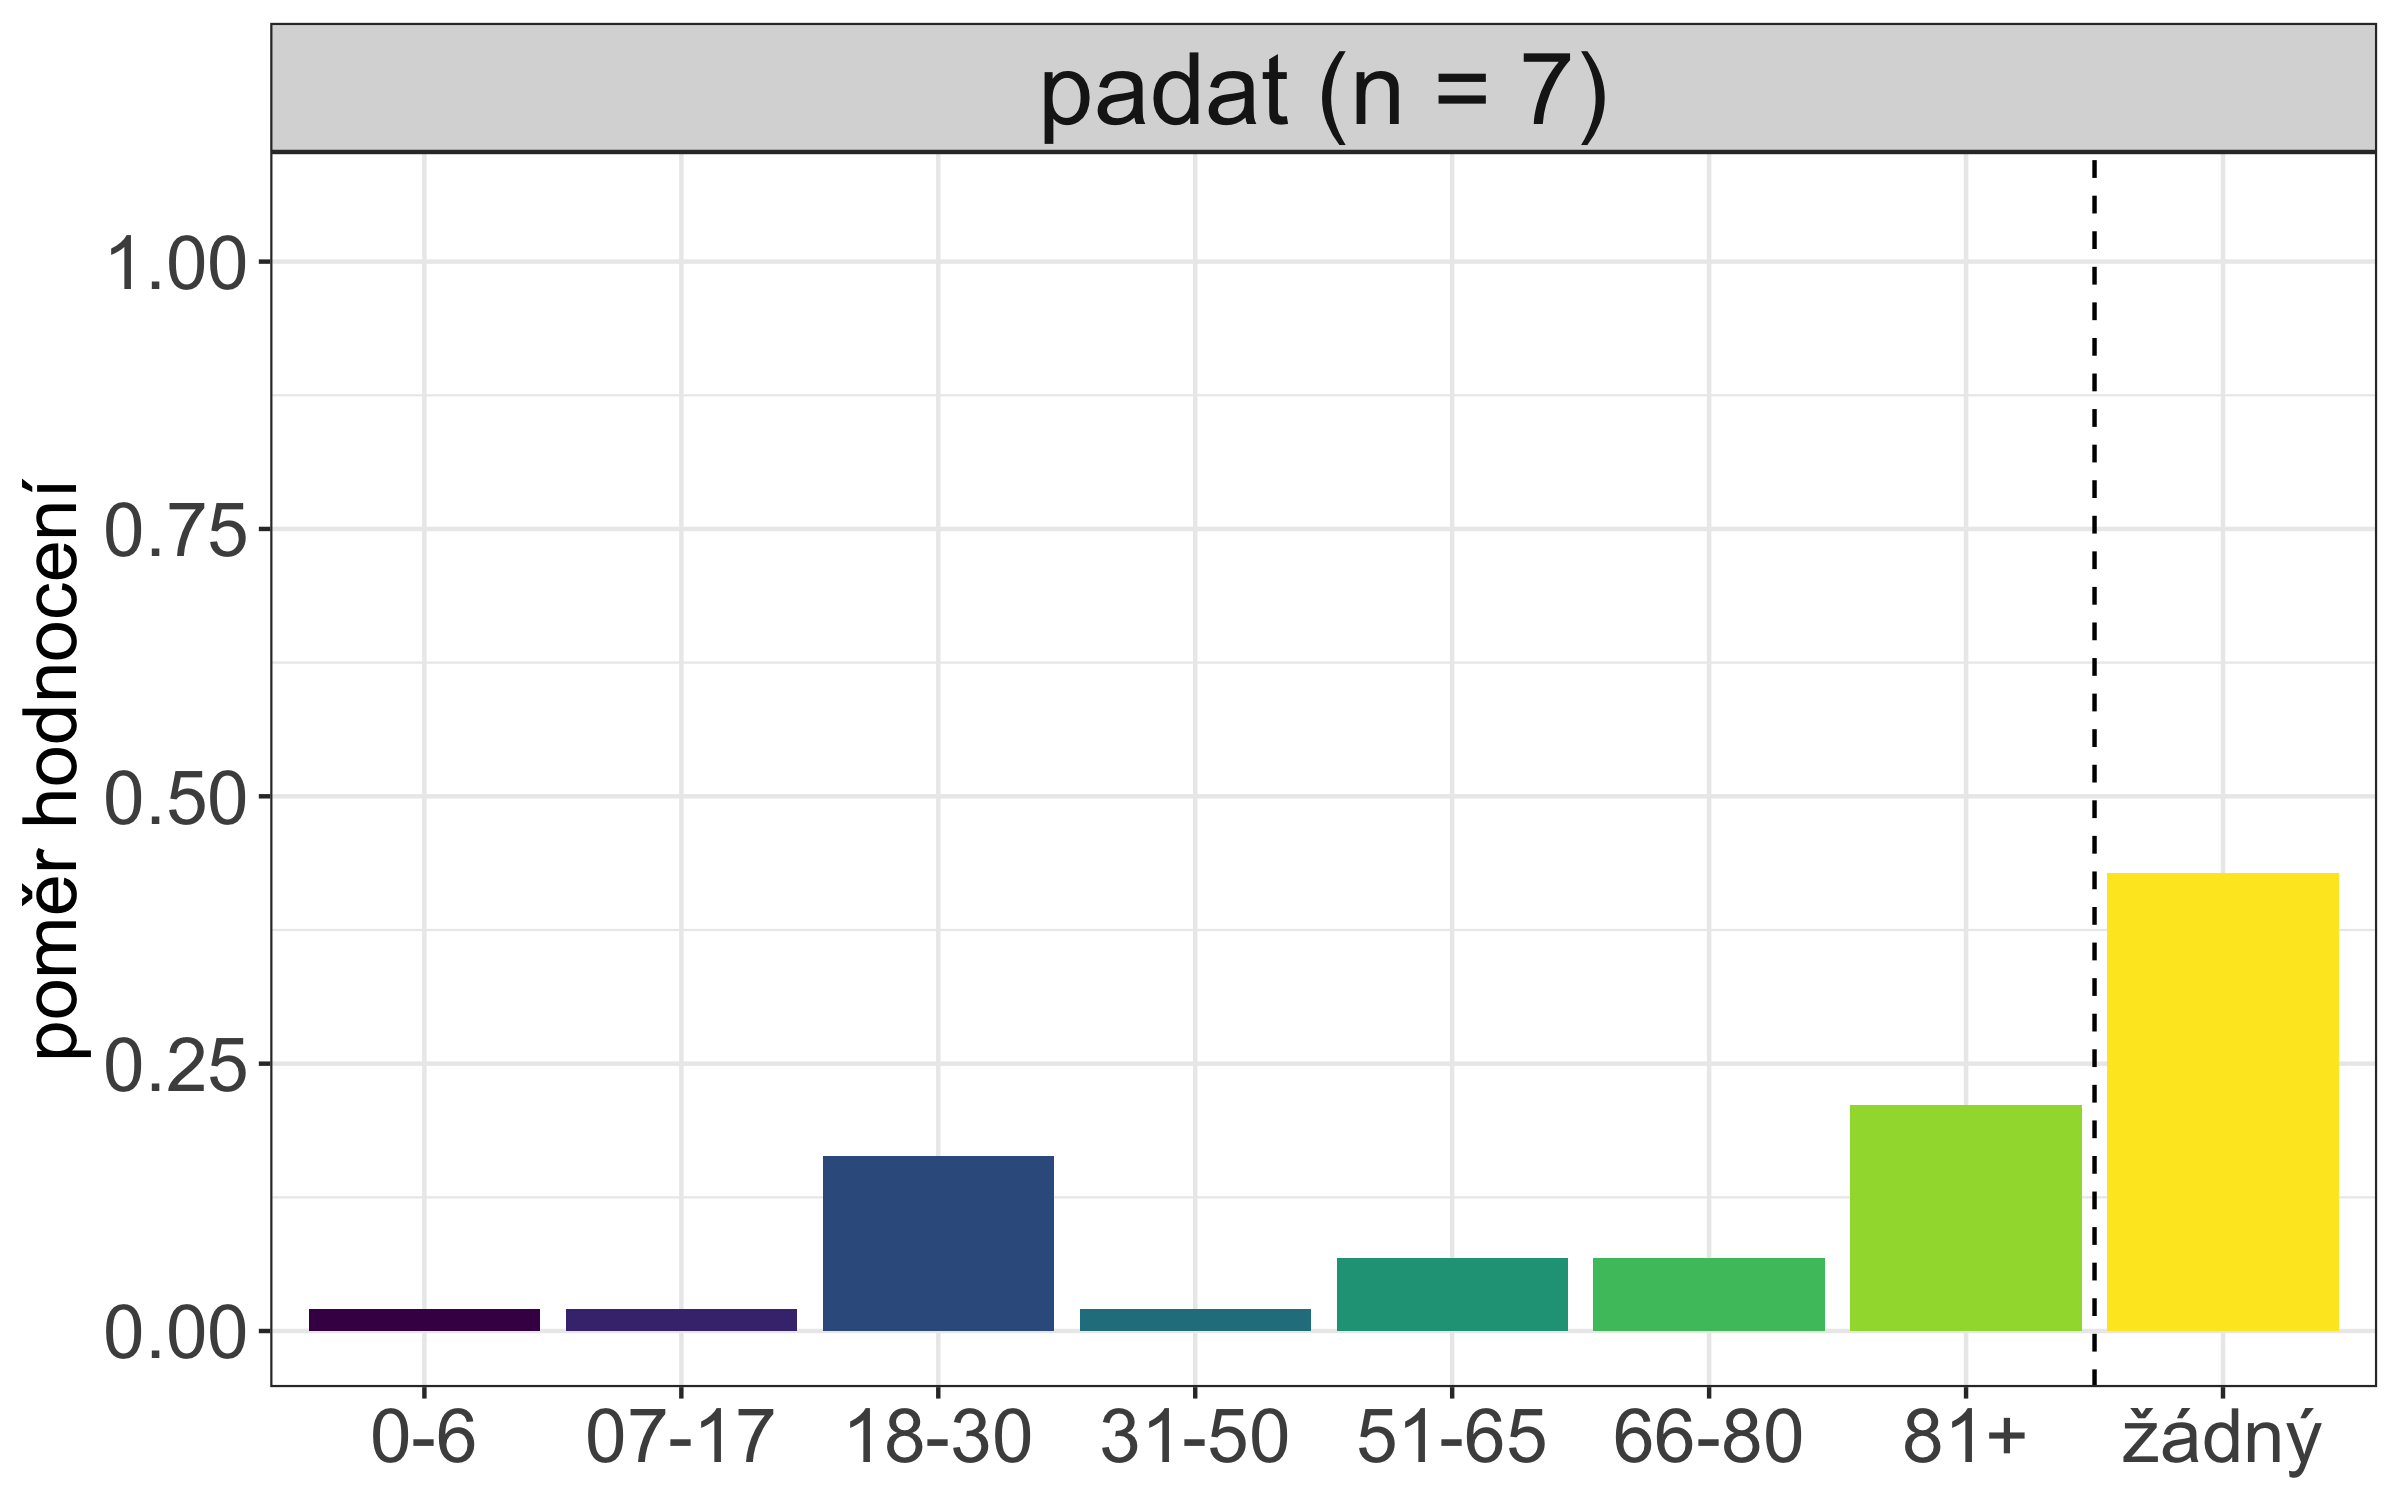 padat (n = 7)
poměr hodnocení
1.00
0.75
0.50
0.25
0.00
0-6 07-17 18-30 31-50 51-65 66-80 81+ žádný